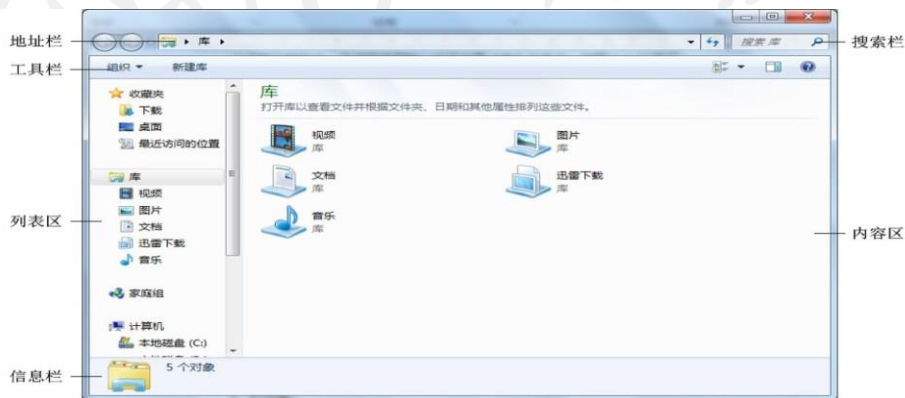 地址栏
库
搜索库
搜索栏
工具栏
组织
新建库
收藏夹
下载
桌面
最近访问的位置
库
视频
图片
文档
迅雷下载
音乐
家庭组
计算机
本地磁盘 (C:)
库
打开库以查看文件并根据文件夹、日期和其他属性排列这些文件。
视频
库
图片
库
文档
库
迅雷下载
库
音乐
库
列表区
内容区
信息栏
5 个对象